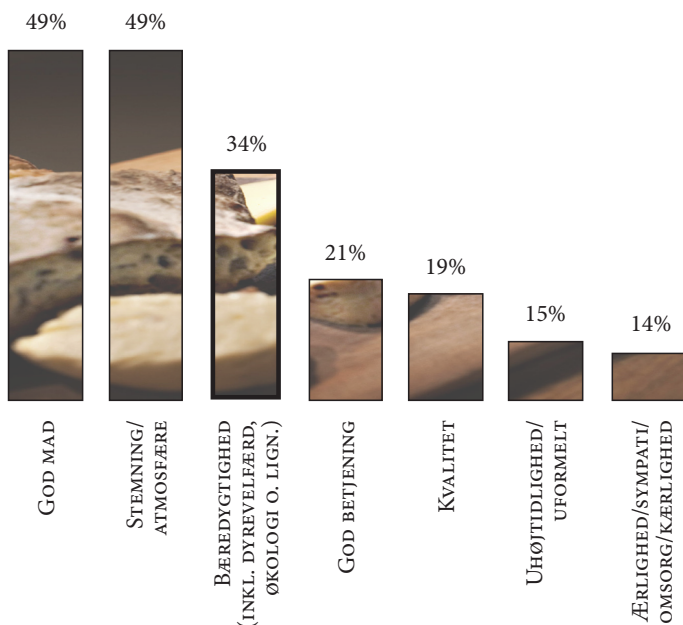 49%
49%
34%
21%
19%
15%
14%
God mad
Stemning/
atmosfære
Bæredygtighed
(inkl. dyrevelfærd,
økologi o. lign.)
God betjening
Kvalitet
Uhøjtidlighed/
uformelt
Ærlighed/sympati/
omsorg/kærlighed